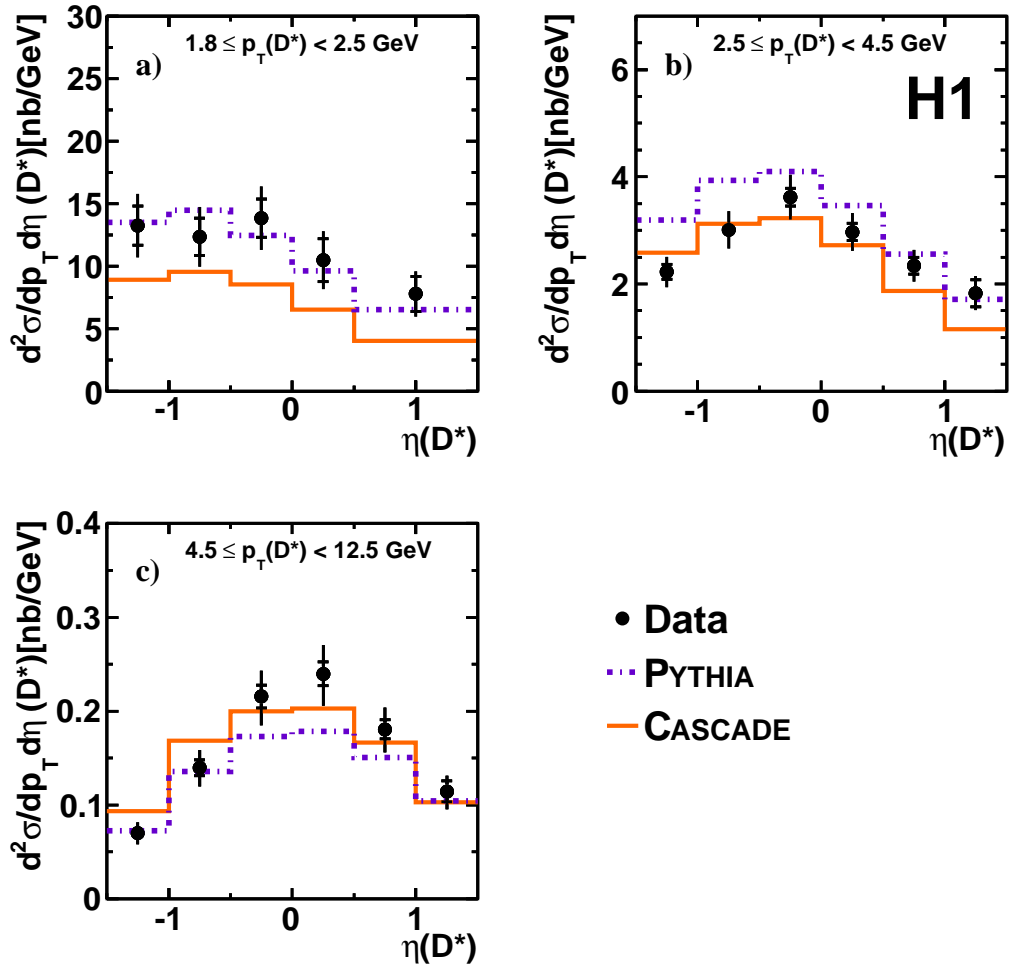 d²σ/dp_T dη (D*)[nb/GeV]
30
25
20
15
10
5
0
a)
1.8 ≤ p_T(D*) < 2.5 GeV
-1 0 1
η(D*)
d²σ/dp_T dη (D*)[nb/GeV]
6
4
2
0
b)
2.5 ≤ p_T(D*) < 4.5 GeV
H1
-1 0 1
η(D*)
d²σ/dp_T dη (D*)[nb/GeV]
0.4
0.3
0.2
0.1
0
c)
4.5 ≤ p_T(D*) < 12.5 GeV
-1 0 1
η(D*)
Data
PYTHIA
CASCADE